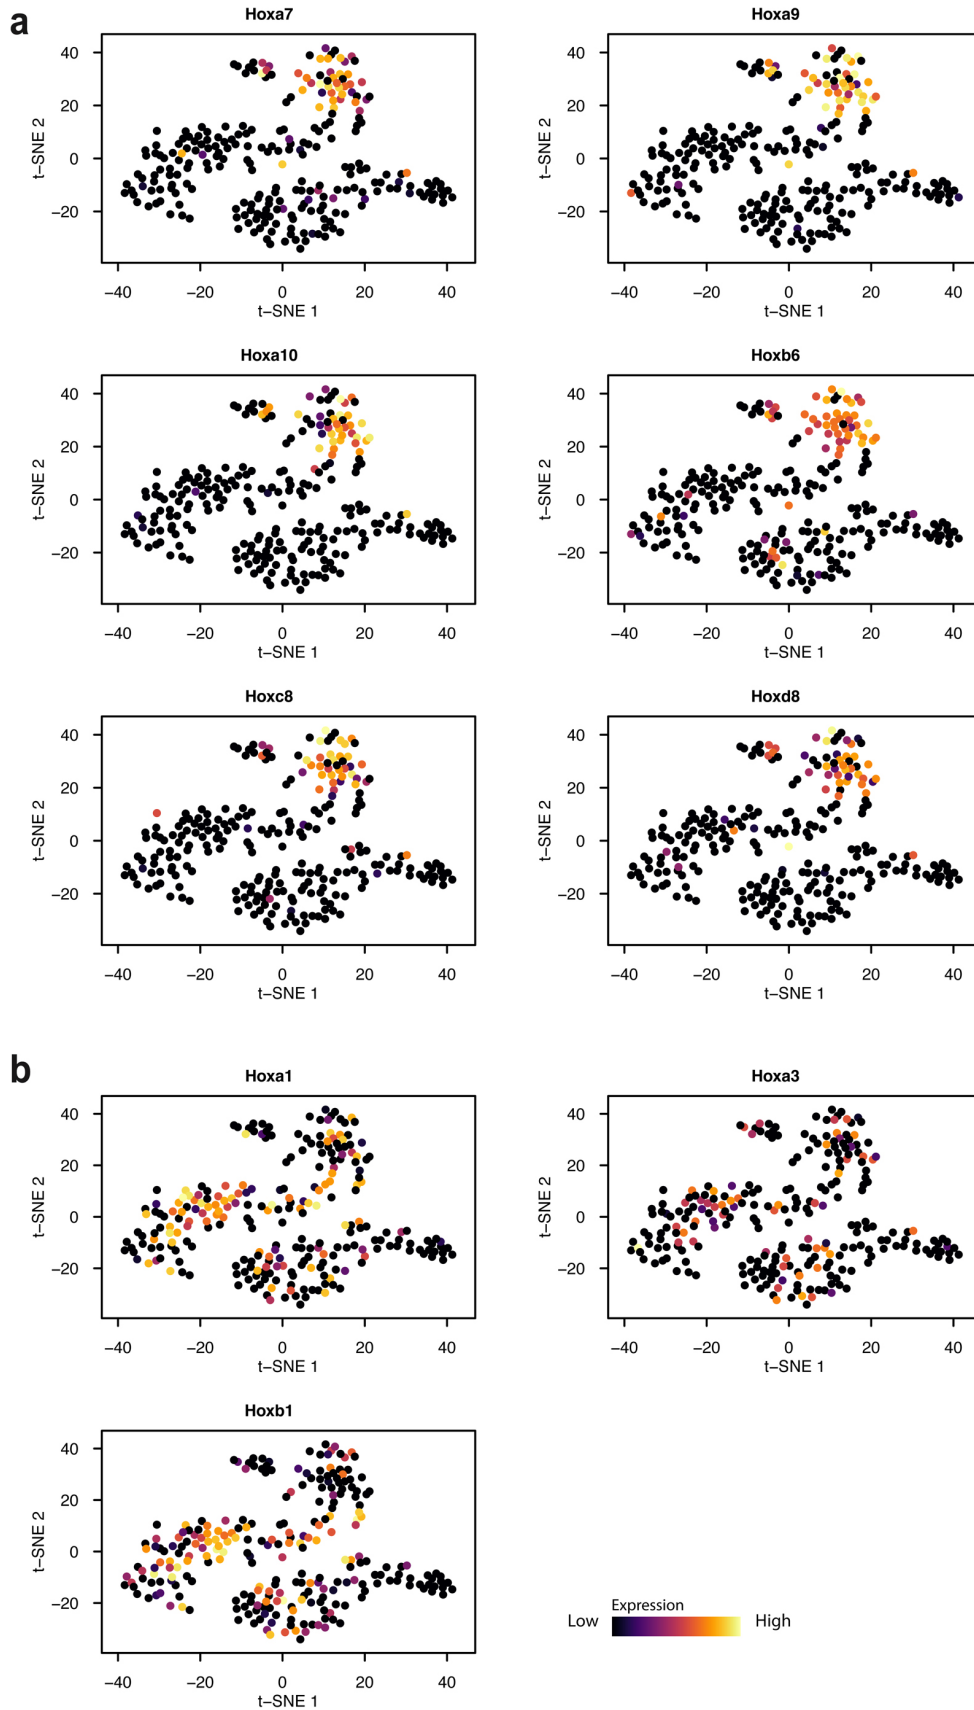 a
Hoxa7
Hoxa9
40
20
0
−20
t−SNE 2
−40 −20 0 20 40
t−SNE 1
40
20
0
−20
t−SNE 2
−40 −20 0 20 40
t−SNE 1
Hoxa10
Hoxb6
40
20
0
−20
t−SNE 2
−40 −20 0 20 40
t−SNE 1
40
20
0
−20
t−SNE 2
−40 −20 0 20 40
t−SNE 1
Hoxc8
Hoxd8
40
20
0
−20
t−SNE 2
−40 −20 0 20 40
t−SNE 1
40
20
0
−20
t−SNE 2
−40 −20 0 20 40
t−SNE 1
b
Hoxa1
Hoxa3
40
20
0
−20
t−SNE 2
−40 −20 0 20 40
t−SNE 1
40
20
0
−20
t−SNE 2
−40 −20 0 20 40
t−SNE 1
Hoxb1
40
20
0
−20
t−SNE 2
−40 −20 0 20 40
t−SNE 1
Expression
Low High